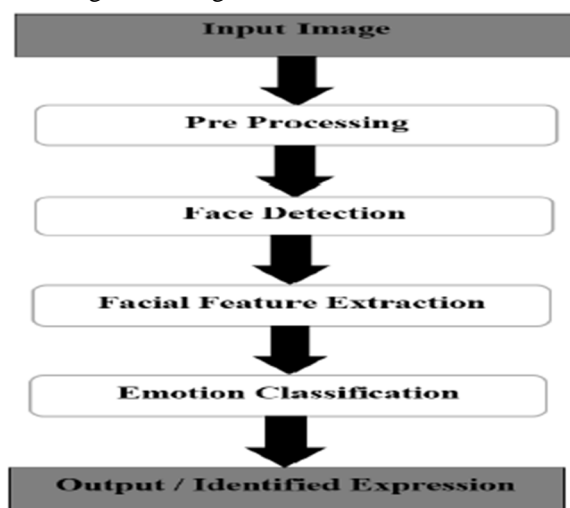 Input Image
Pre Processing
Face Detection
Facial Feature Extraction
Emotion Classification
Output / Identified Expression